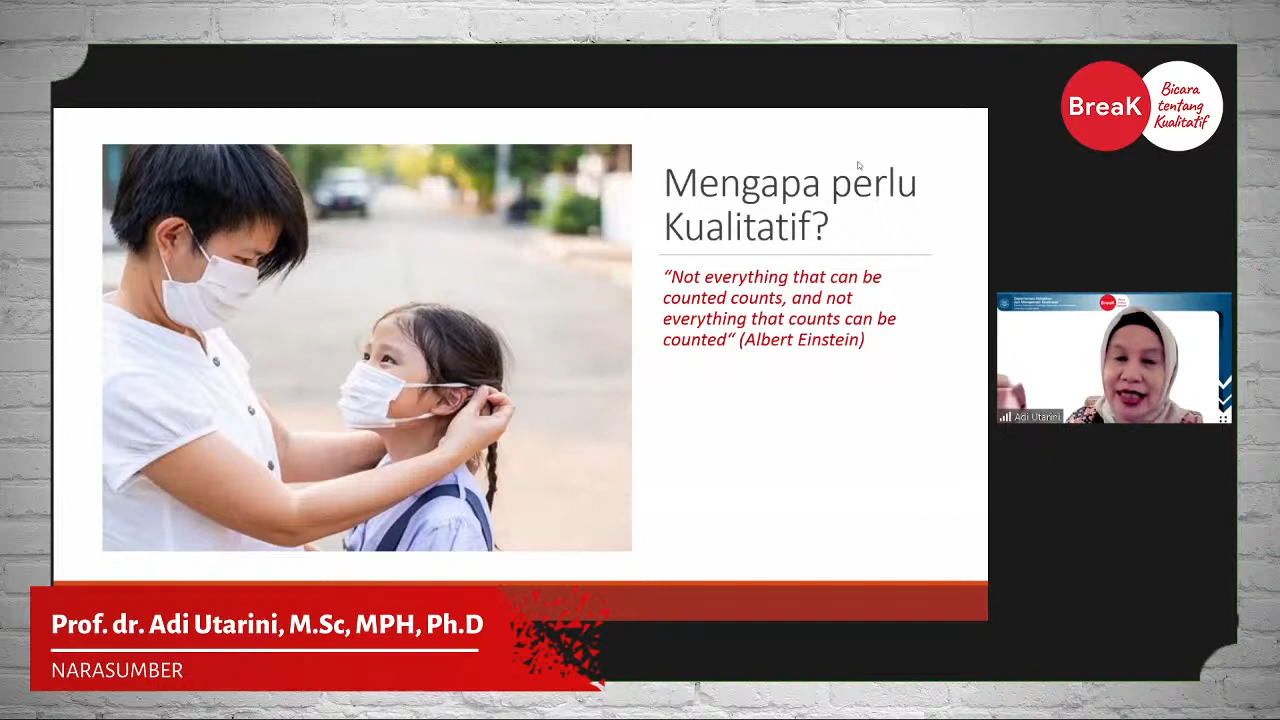 BreaK
Bicara
tentang
Kualitatif
Mengapa perlu
Kualitatif?
“Not everything that can be
counted counts, and not
everything that counts can be
counted“ (Albert Einstein)
Adi Utarini
Prof. dr. Adi Utarini, M.Sc, MPH, Ph.D
NARASUMBER